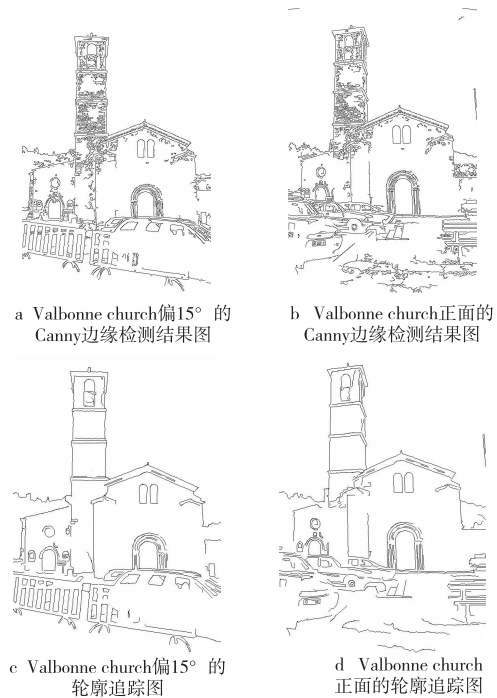 a Valbonne church偏15° 的
Canny边缘检测结果图
b Valbonne church正面的
Canny边缘检测结果图
c Valbonne church偏15° 的
轮廓追踪图
d Valbonne church
正面的轮廓追踪图